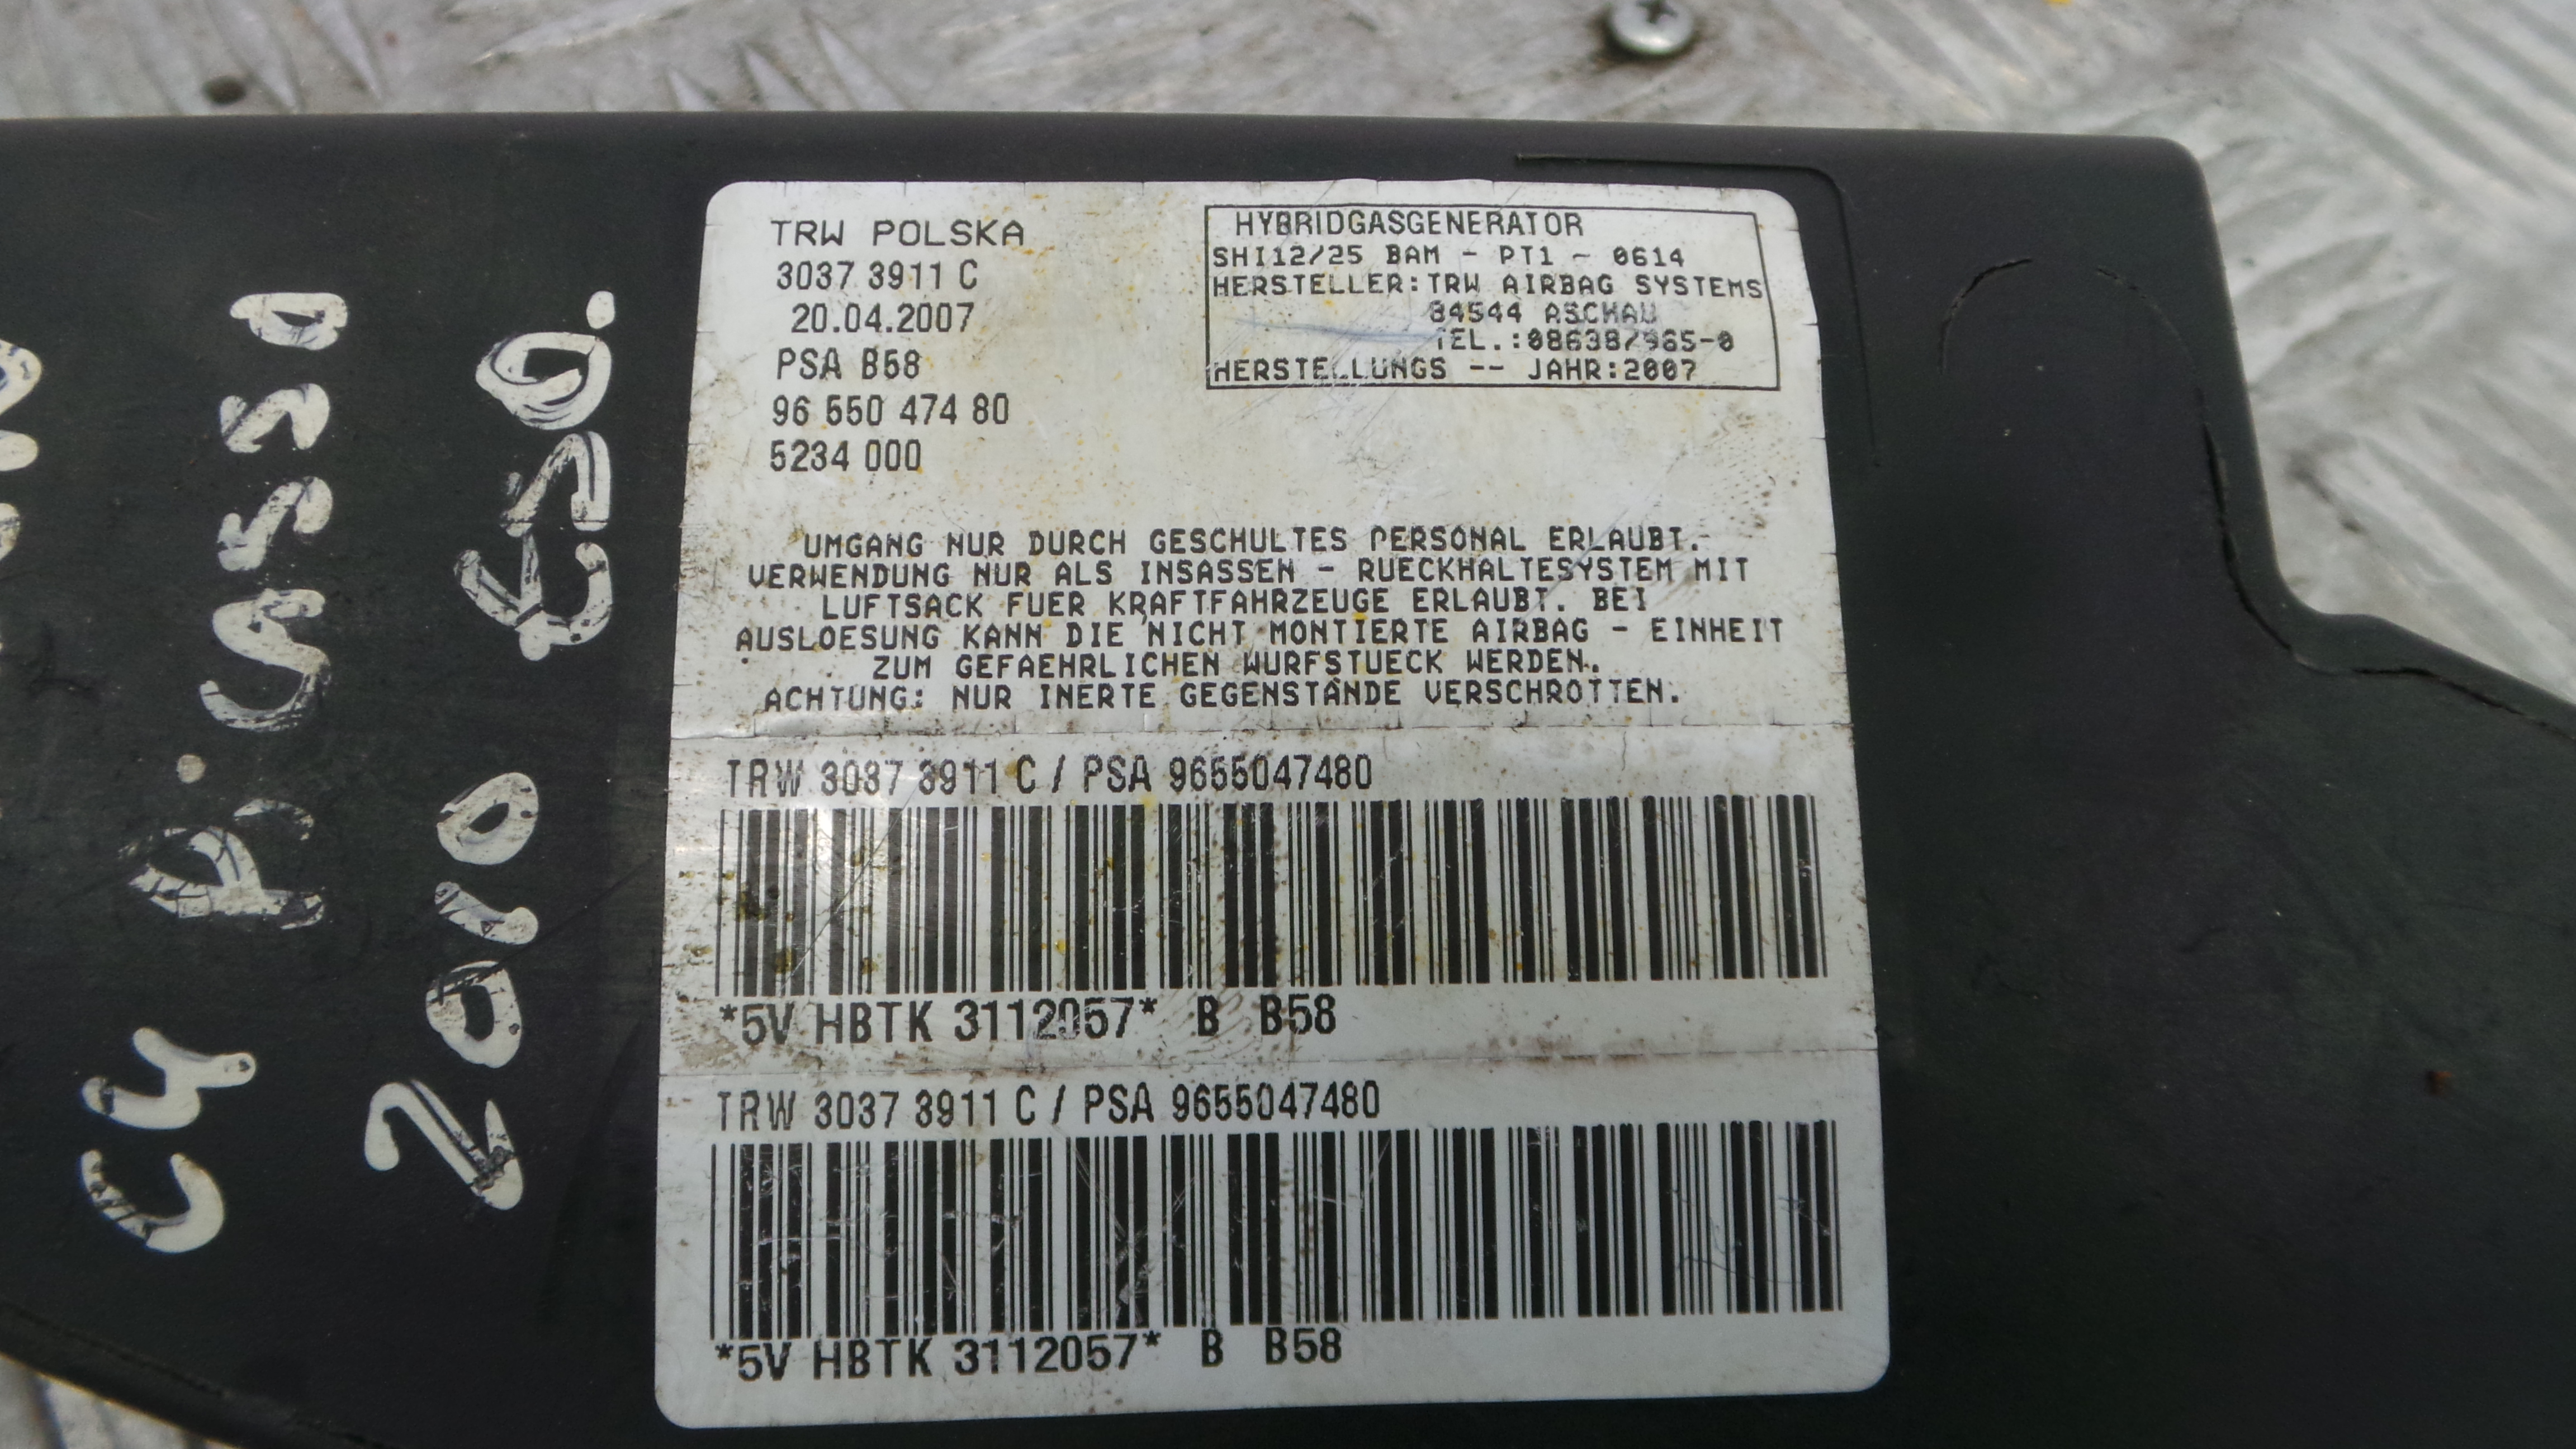 TRW POLSKA
3037 3911 C
20.04.2007
PSA B58
96 550 474 80
5234 000
HYBRIDGASGENERATOR
SHI12/25 BAM - PT1 - 0614
HERSTELLER:TRW AIRBAG SYSTEMS
84544 ASCHAU
TEL.:08638/965-0
HERSTELLUNGS -- JAHR:2007
UMGANG NUR DURCH GESCHULTES PERSONAL ERLAUBT.
VERWENDUNG NUR ALS INSASSEN - RUECKHALTESYSTEM MIT
LUFTSACK FUER KRAFTFAHRZEUGE ERLAUBT. BEI
AUSLOESUNG KANN DIE NICHT MONTIERTE AIRBAG - EINHEIT
ZUM GEFAEHRLICHEN WURFSTUECK WERDEN.
ACHTUNG: NUR INERTE GEGENSTÄNDE VERSCHROTTEN.
TRW 3037 3911 C / PSA 9655047480
*5V HBTK 3112057* B B58
TRW 3037 3911 C / PSA 9655047480
*5V HBTK 3112057* B B58
C4 Picasso
2010